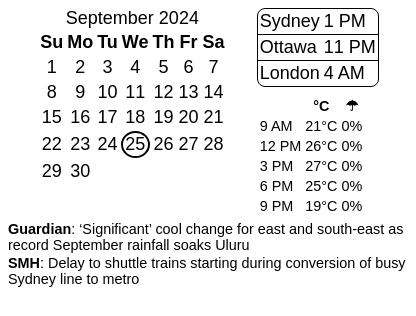 September 2024
Su Mo Tu We Th Fr Sa
1 2 3 4 5 6 7
8 9 10 11 12 13 14
15 16 17 18 19 20 21
22 23 24 25 26 27 28
29 30
Sydney 1 PM
Ottawa 11 PM
London 4 AM
°C ☂
9 AM 21°C 0%
12 PM 26°C 0%
3 PM 27°C 0%
6 PM 25°C 0%
9 PM 19°C 0%
Guardian: ‘Significant’ cool change for east and south-east as
record September rainfall soaks Uluru
SMH: Delay to shuttle trains starting during conversion of busy
Sydney line to metro